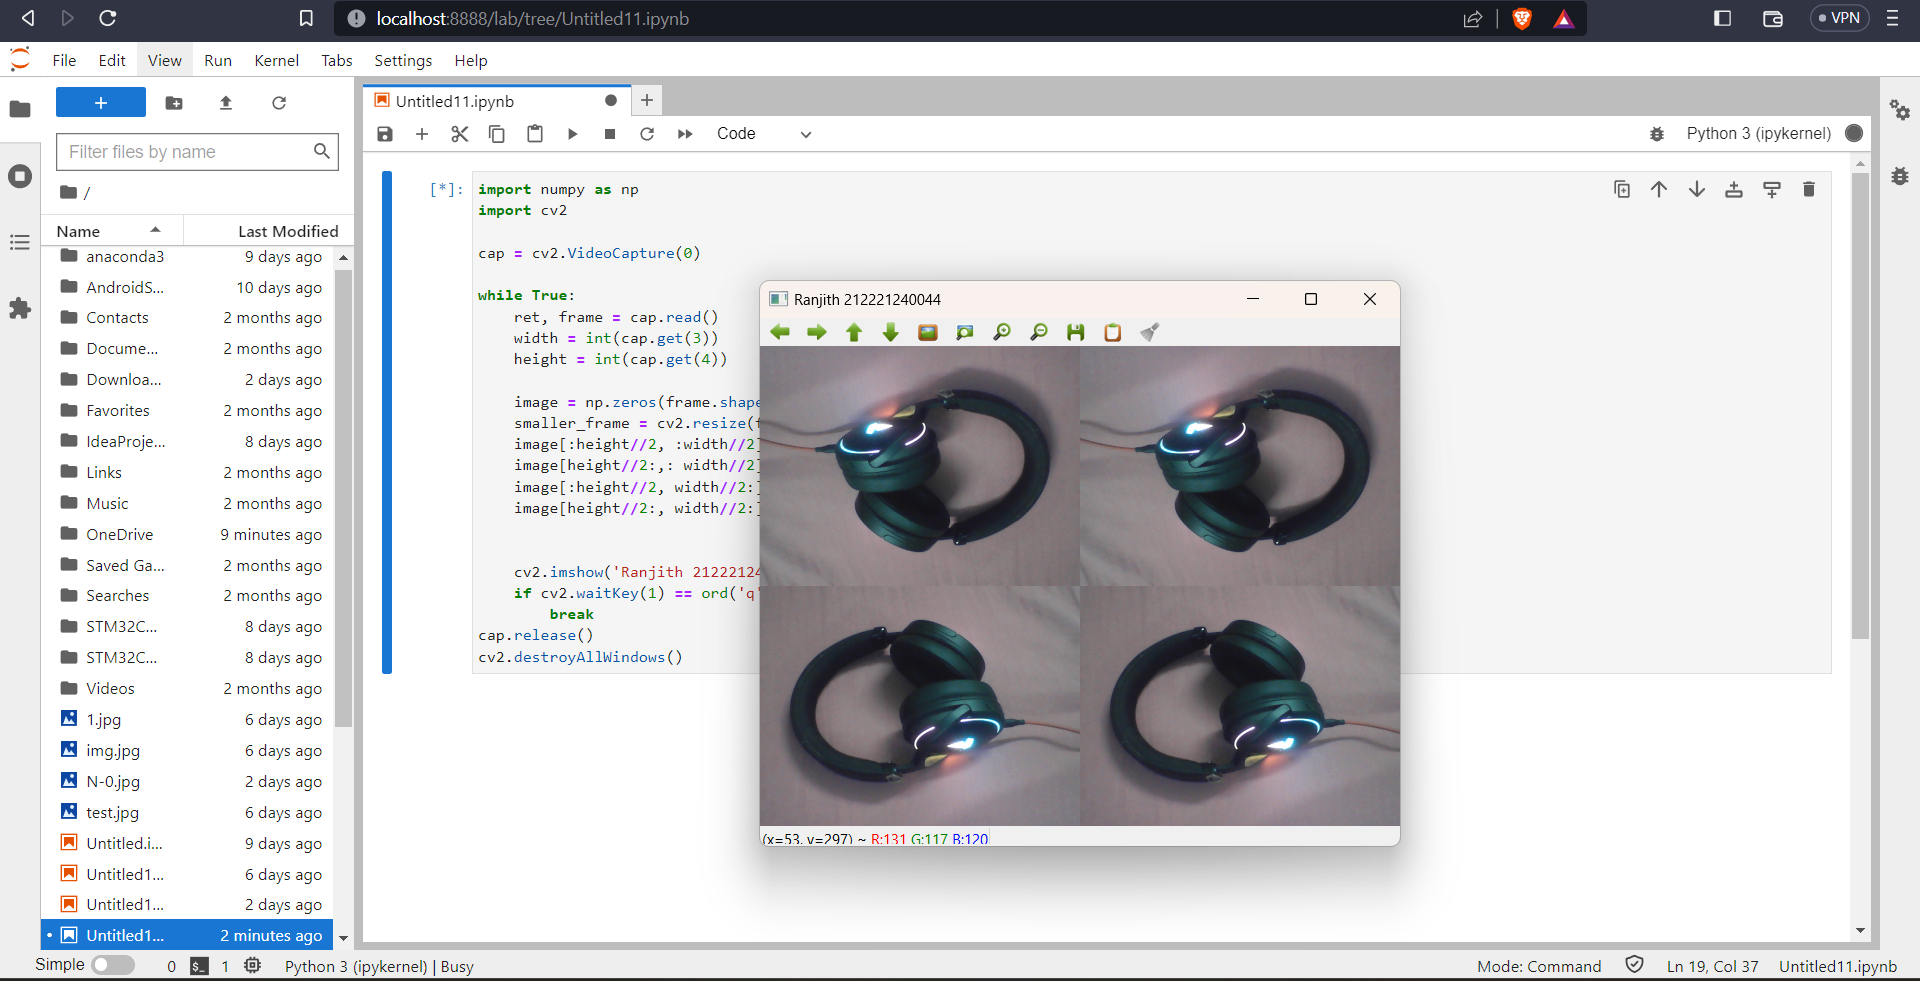 localhost:8888/lab/tree/Untitled11.ipynb
VPN
File Edit View Run Kernel Tabs Settings Help
Untitled11.ipynb
Code
Python 3 (ipykernel)
Filter files by name
/
Name Last Modified
anaconda3 9 days ago
AndroidS... 10 days ago
Contacts 2 months ago
Docume... 2 months ago
Downloa... 2 days ago
Favorites 2 months ago
IdeaProje... 8 days ago
Links 2 months ago
Music 2 months ago
OneDrive 9 minutes ago
Saved Ga... 2 months ago
Searches 2 months ago
STM32C... 8 days ago
STM32C... 8 days ago
Videos 2 months ago
1.jpg 6 days ago
img.jpg 6 days ago
N-0.jpg 2 days ago
test.jpg 6 days ago
Untitled.i... 9 days ago
Untitled1... 6 days ago
Untitled1... 2 days ago
Untitled1... 2 minutes ago
[*]:
import numpy as np
import cv2
cap = cv2.VideoCapture(0)
while True:
ret, frame = cap.read()
width = int(cap.get(3))
height = int(cap.get(4))
image = np.zeros(frame.shape
smaller_frame = cv2.resize(f
image[:height//2, :width//2]
image[height//2:,: width//2]
image[:height//2, width//2:]
image[height//2:, width//2:]
cv2.imshow('Ranjith 21222124
if cv2.waitKey(1) == ord('q'
break
cap.release()
cv2.destroyAllWindows()
Ranjith 212221240044
(x=53, y=297) ~ R:131 G:117 B:120
Simple 0 $_ 1 Python 3 (ipykernel) | Busy
Mode: Command Ln 19, Col 37 Untitled11.ipynb